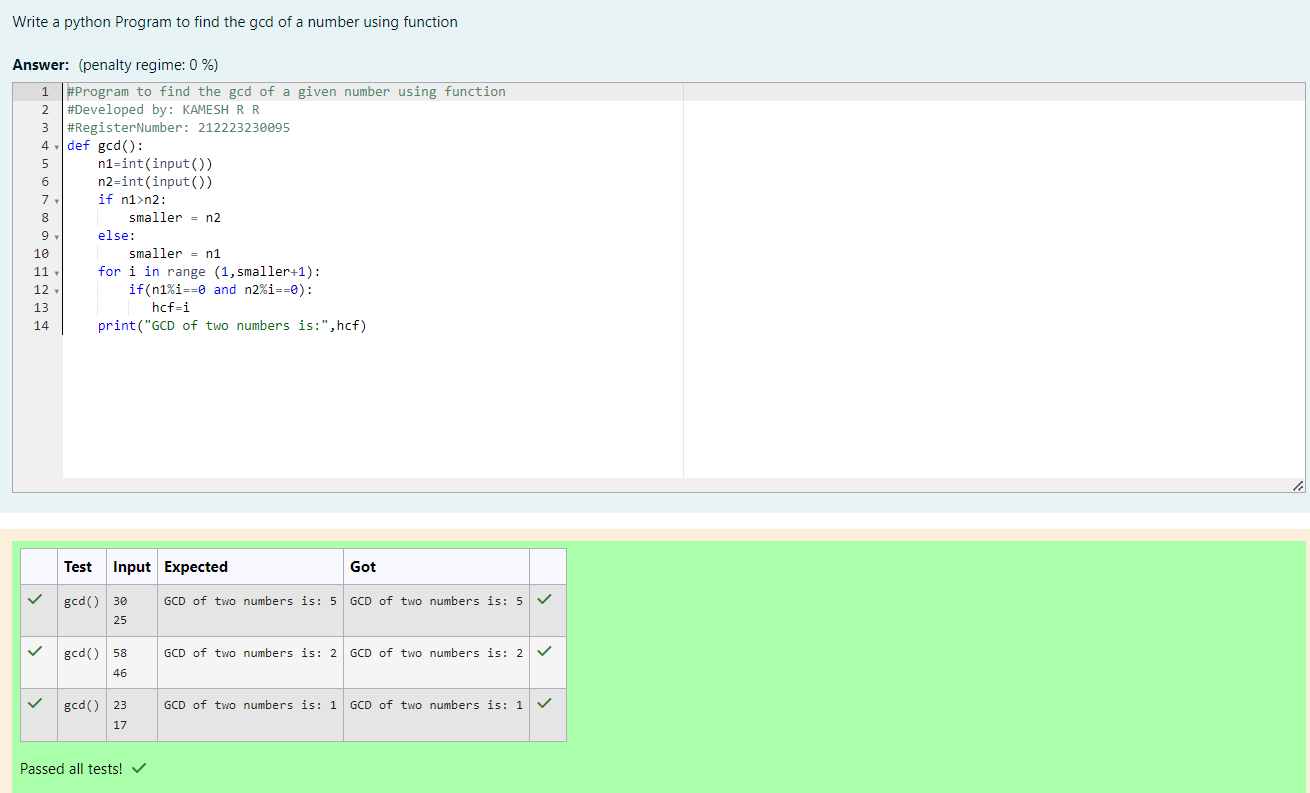 Write a python Program to find the gcd of a number using function
Answer: (penalty regime: 0 %)
1 #Program to find the gcd of a given number using function
2 #Developed by: KAMESH R R
3 #RegisterNumber: 212223230095
4 def gcd():
5     n1=int(input())
6     n2=int(input())
7     if n1>n2:
8         smaller = n2
9     else:
10         smaller = n1
11     for i in range (1,smaller+1):
12         if(n1%i==0 and n2%i==0):
13            hcf=i
14     print("GCD of two numbers is:",hcf)
Test Input Expected Got
gcd() 30 GCD of two numbers is: 5 GCD of two numbers is: 5
25
gcd() 58 GCD of two numbers is: 2 GCD of two numbers is: 2
46
gcd() 23 GCD of two numbers is: 1 GCD of two numbers is: 1
17
Passed all tests!